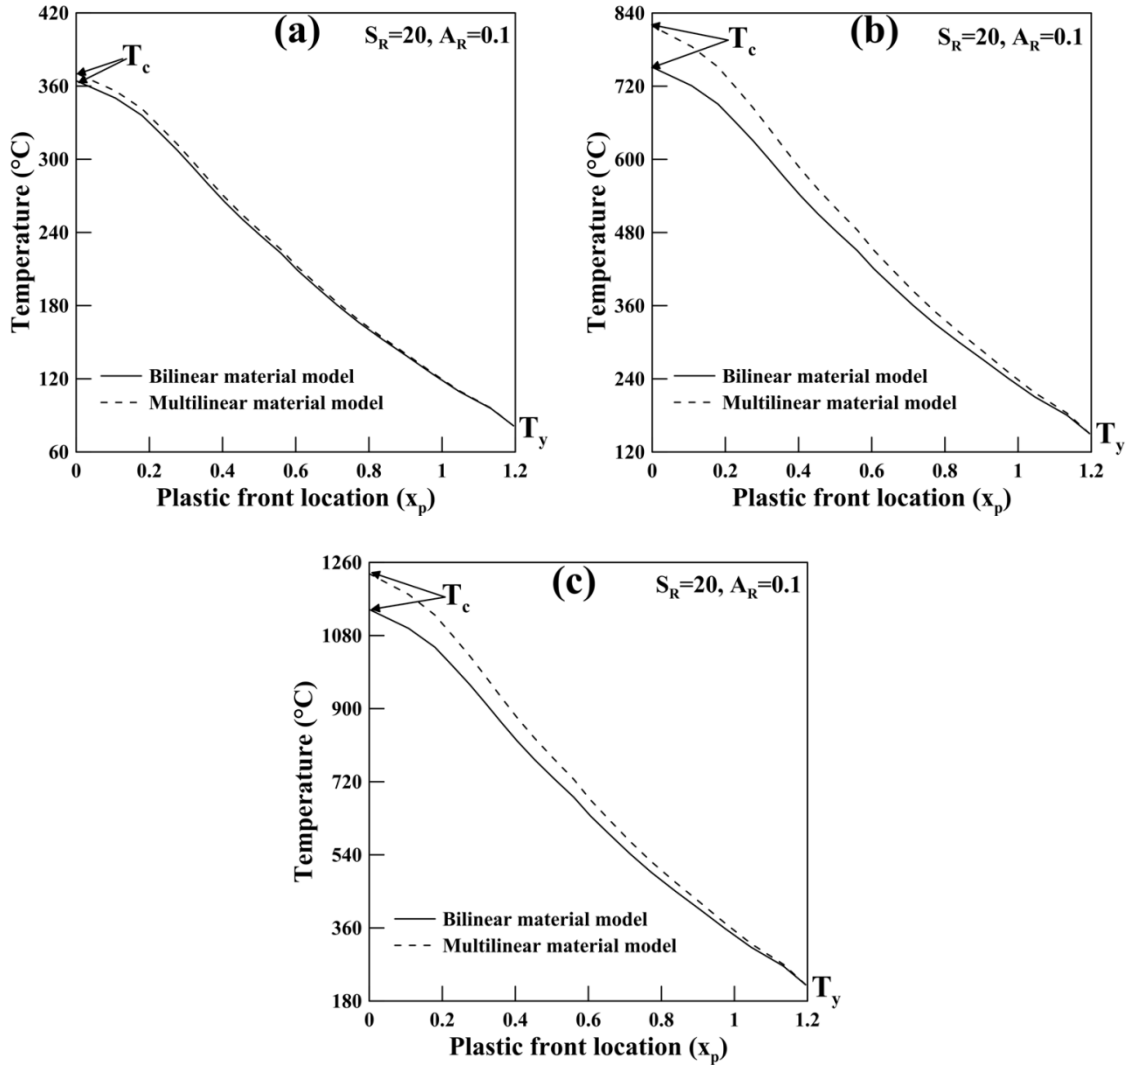 420
360
300
240
180
120
60
Temperature (°C)
(a)
S_R=20, A_R=0.1
T_c
Bilinear material model
Multilinear material model
T_y
0 0.2 0.4 0.6 0.8 1 1.2
Plastic front location (x_p)
840
720
600
480
360
240
120
Temperature (°C)
(b)
S_R=20, A_R=0.1
T_c
Bilinear material model
Multilinear material model
T_y
0 0.2 0.4 0.6 0.8 1 1.2
Plastic front location (x_p)
1260
1080
900
720
540
360
180
Temperature (°C)
(c)
S_R=20, A_R=0.1
T_c
Bilinear material model
Multilinear material model
T_y
0 0.2 0.4 0.6 0.8 1 1.2
Plastic front location (x_p)